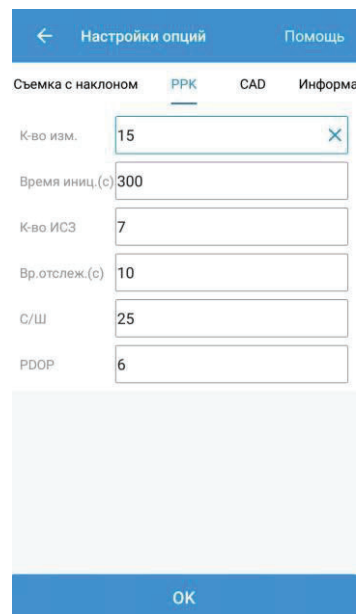 ← Настройки опций Помощь
Съемка с наклоном PPK CAD Информа
К-во изм. 15 ×
Время иниц.(с) 300
К-во ИСЗ 7
Вр.отслеж.(с) 10
С/Ш 25
PDOP 6
OK